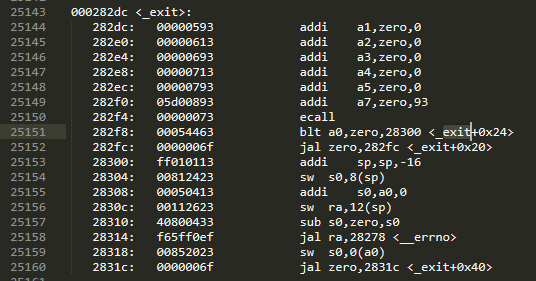 25143 000282dc <_exit>:
25144 282dc: 00000593 addi a1,zero,0
25145 282e0: 00000613 addi a2,zero,0
25146 282e4: 00000693 addi a3,zero,0
25147 282e8: 00000713 addi a4,zero,0
25148 282ec: 00000793 addi a5,zero,0
25149 282f0: 05d00893 addi a7,zero,93
25150 282f4: 00000073 ecall
25151 282f8: 00054463 blt a0,zero,28300 <_exit+0x24>
25152 282fc: 0000006f jal zero,282fc <_exit+0x20>
25153 28300: ff010113 addi sp,sp,-16
25154 28304: 00812423 sw s0,8(sp)
25155 28308: 00050413 addi s0,a0,0
25156 2830c: 00112623 sw ra,12(sp)
25157 28310: 40800433 sub s0,zero,s0
25158 28314: f65ff0ef jal ra,28278 <__errno>
25159 28318: 00852023 sw s0,0(a0)
25160 2831c: 0000006f jal zero,2831c <_exit+0x40>